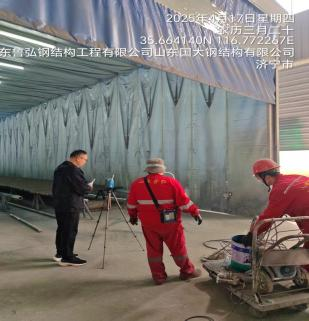 2025年4月17日星期四
农历三月二十
35.664140N 116.772257E
东鲁弘钢结构工程有限公司山东国大钢结构有限公司
济宁市